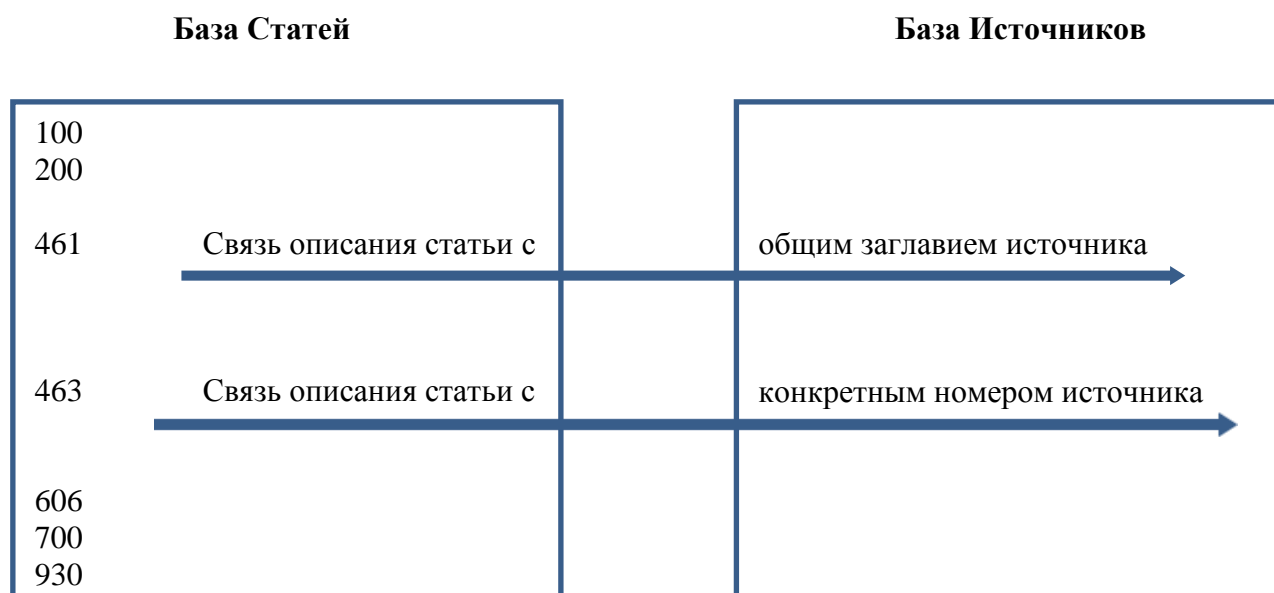 База Статей База Источников
100
200
461 Связь описания статьи с общим заглавием источника
463 Связь описания статьи с конкретным номером источника
606
700
930